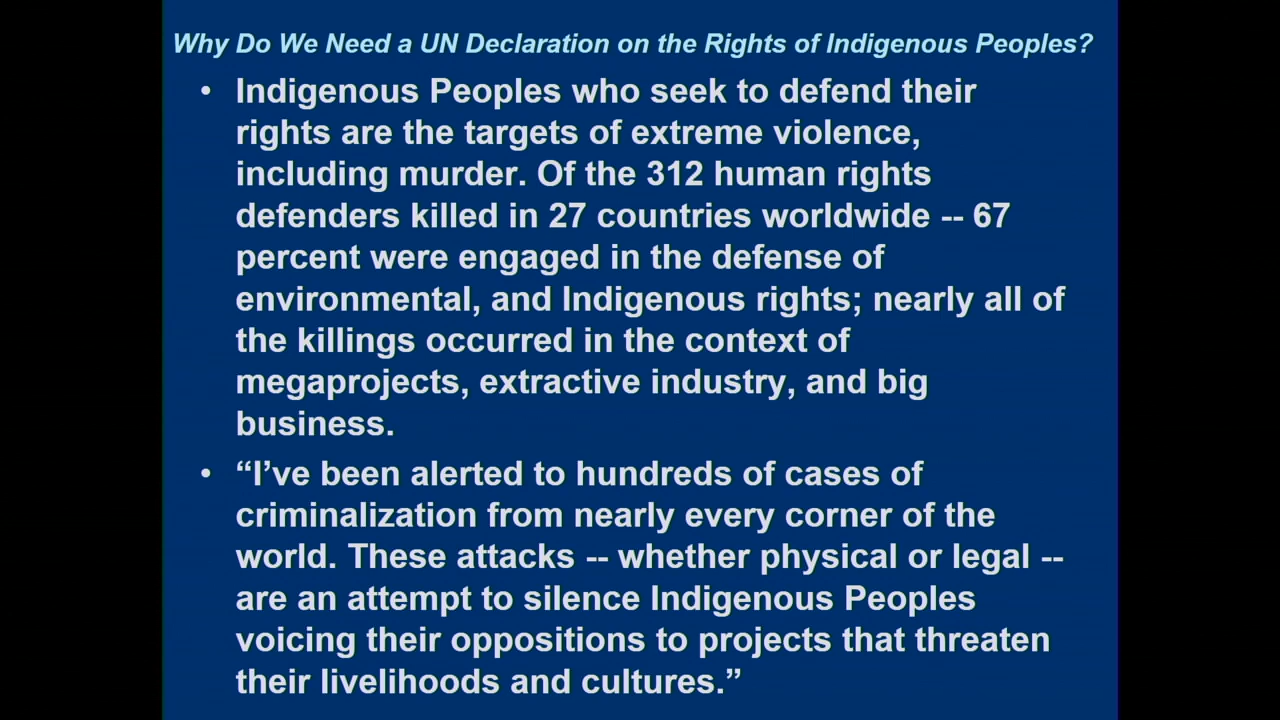 Why Do We Need a UN Declaration on the Rights of Indigenous Peoples?
• Indigenous Peoples who seek to defend their
rights are the targets of extreme violence,
including murder. Of the 312 human rights
defenders killed in 27 countries worldwide -- 67
percent were engaged in the defense of
environmental, and Indigenous rights; nearly all of
the killings occurred in the context of
megaprojects, extractive industry, and big
business.
• “I’ve been alerted to hundreds of cases of
criminalization from nearly every corner of the
world. These attacks -- whether physical or legal --
are an attempt to silence Indigenous Peoples
voicing their oppositions to projects that threaten
their livelihoods and cultures.”